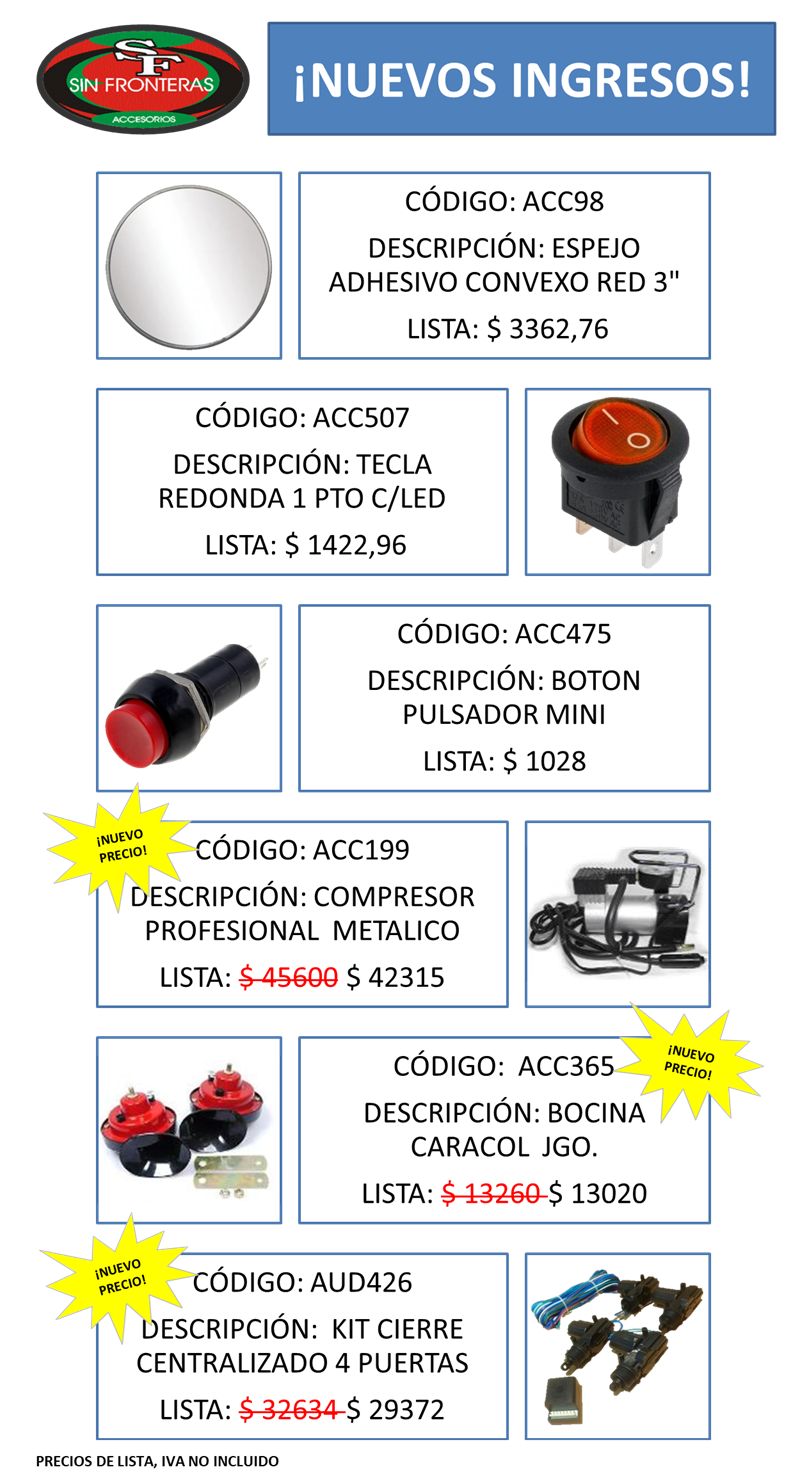 SF
SIN FRONTERAS
ACCESORIOS
¡NUEVOS INGRESOS!
CÓDIGO: ACC98
DESCRIPCIÓN: ESPEJO
ADHESIVO CONVEXO RED 3"
LISTA: $ 3362,76
CÓDIGO: ACC507
DESCRIPCIÓN: TECLA
REDONDA 1 PTO C/LED
LISTA: $ 1422,96
CÓDIGO: ACC475
DESCRIPCIÓN: BOTON
PULSADOR MINI
LISTA: $ 1028
¡NUEVO
PRECIO!
CÓDIGO: ACC199
DESCRIPCIÓN: COMPRESOR
PROFESIONAL METALICO
LISTA: $ 45600 $ 42315
¡NUEVO
PRECIO!
CÓDIGO: ACC365
DESCRIPCIÓN: BOCINA
CARACOL JGO.
LISTA: $ 13260 $ 13020
¡NUEVO
PRECIO!
CÓDIGO: AUD426
DESCRIPCIÓN: KIT CIERRE
CENTRALIZADO 4 PUERTAS
LISTA: $ 32634 $ 29372
PRECIOS DE LISTA, IVA NO INCLUIDO